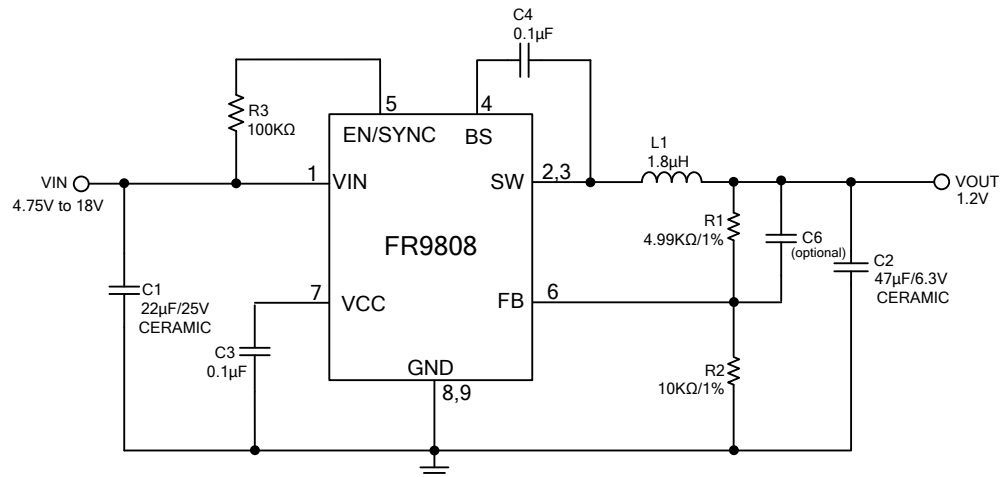 C4
0.1µF
R3
100KΩ
5
4
EN/SYNC
BS
VIN
4.75V to 18V
1
VIN
SW
2,3
L1
1.8µH
VOUT
1.2V
R1
4.99KΩ/1%
C6
(optional)
C2
47µF/6.3V
CERAMIC
FR9808
C1
22µF/25V
CERAMIC
7
VCC
FB
6
C3
0.1µF
GND
8,9
R2
10KΩ/1%